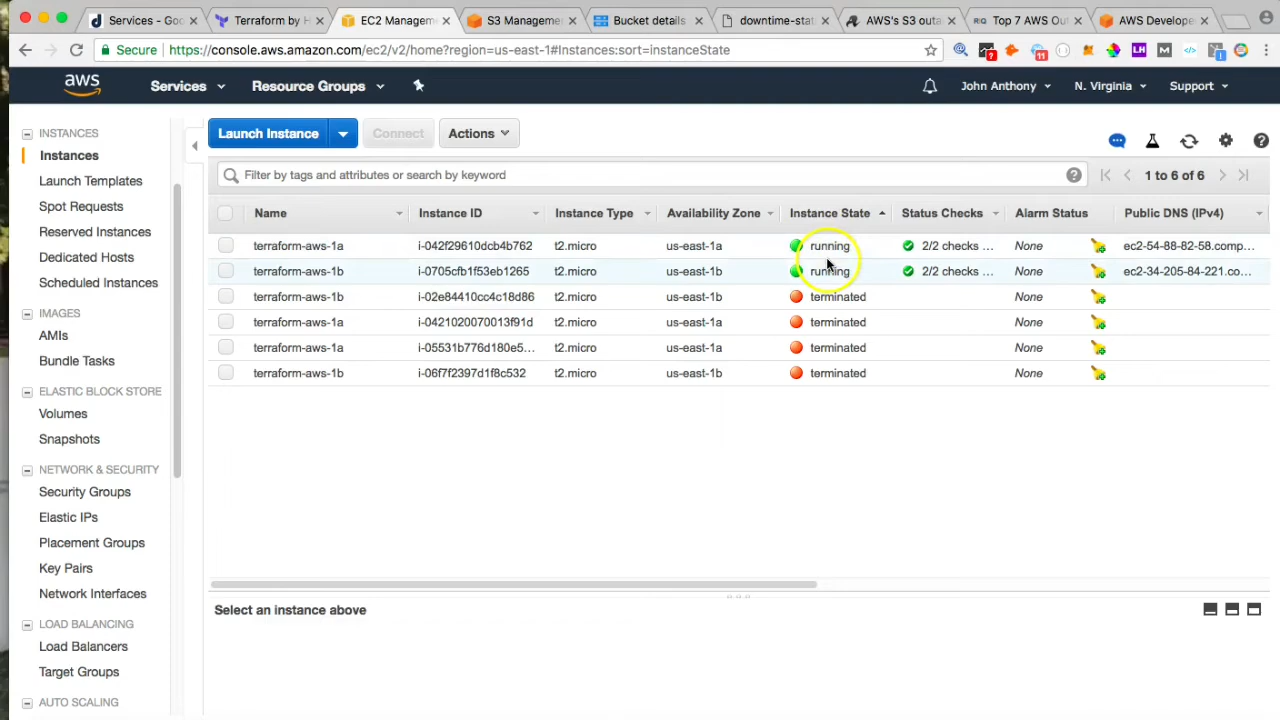 Services - Goo
Terraform by H
EC2 Managem
S3 Manageme
Bucket details
downtime-stat
AWS's S3 outa
Top 7 AWS Out
AWS Develope
Secure
https://console.aws.amazon.com/ec2/v2/home?region=us-east-1#Instances:sort=instanceState
aws
Services
Resource Groups
John Anthony
N. Virginia
Support
INSTANCES
Instances
Launch Templates
Spot Requests
Reserved Instances
Dedicated Hosts
Scheduled Instances
IMAGES
AMIs
Bundle Tasks
ELASTIC BLOCK STORE
Volumes
Snapshots
NETWORK & SECURITY
Security Groups
Elastic IPs
Placement Groups
Key Pairs
Network Interfaces
LOAD BALANCING
Load Balancers
Target Groups
AUTO SCALING
Launch Instance
Connect
Actions
Filter by tags and attributes or search by keyword
1 to 6 of 6
Name Instance ID Instance Type Availability Zone Instance State Status Checks Alarm Status Public DNS (IPv4)
terraform-aws-1a i-042f29610dcb4b762 t2.micro us-east-1a running 2/2 checks ... None ec2-54-88-82-58.comp...
terraform-aws-1b i-0705cfb1f53eb1265 t2.micro us-east-1b running 2/2 checks ... None ec2-34-205-84-221.co...
terraform-aws-1b i-02e84410cc4c18d86 t2.micro us-east-1b terminated None
terraform-aws-1a i-0421020070013f91d t2.micro us-east-1a terminated None
terraform-aws-1a i-05531b776d180e5... t2.micro us-east-1a terminated None
terraform-aws-1b i-06f7f2397d1f8c532 t2.micro us-east-1b terminated None
Select an instance above